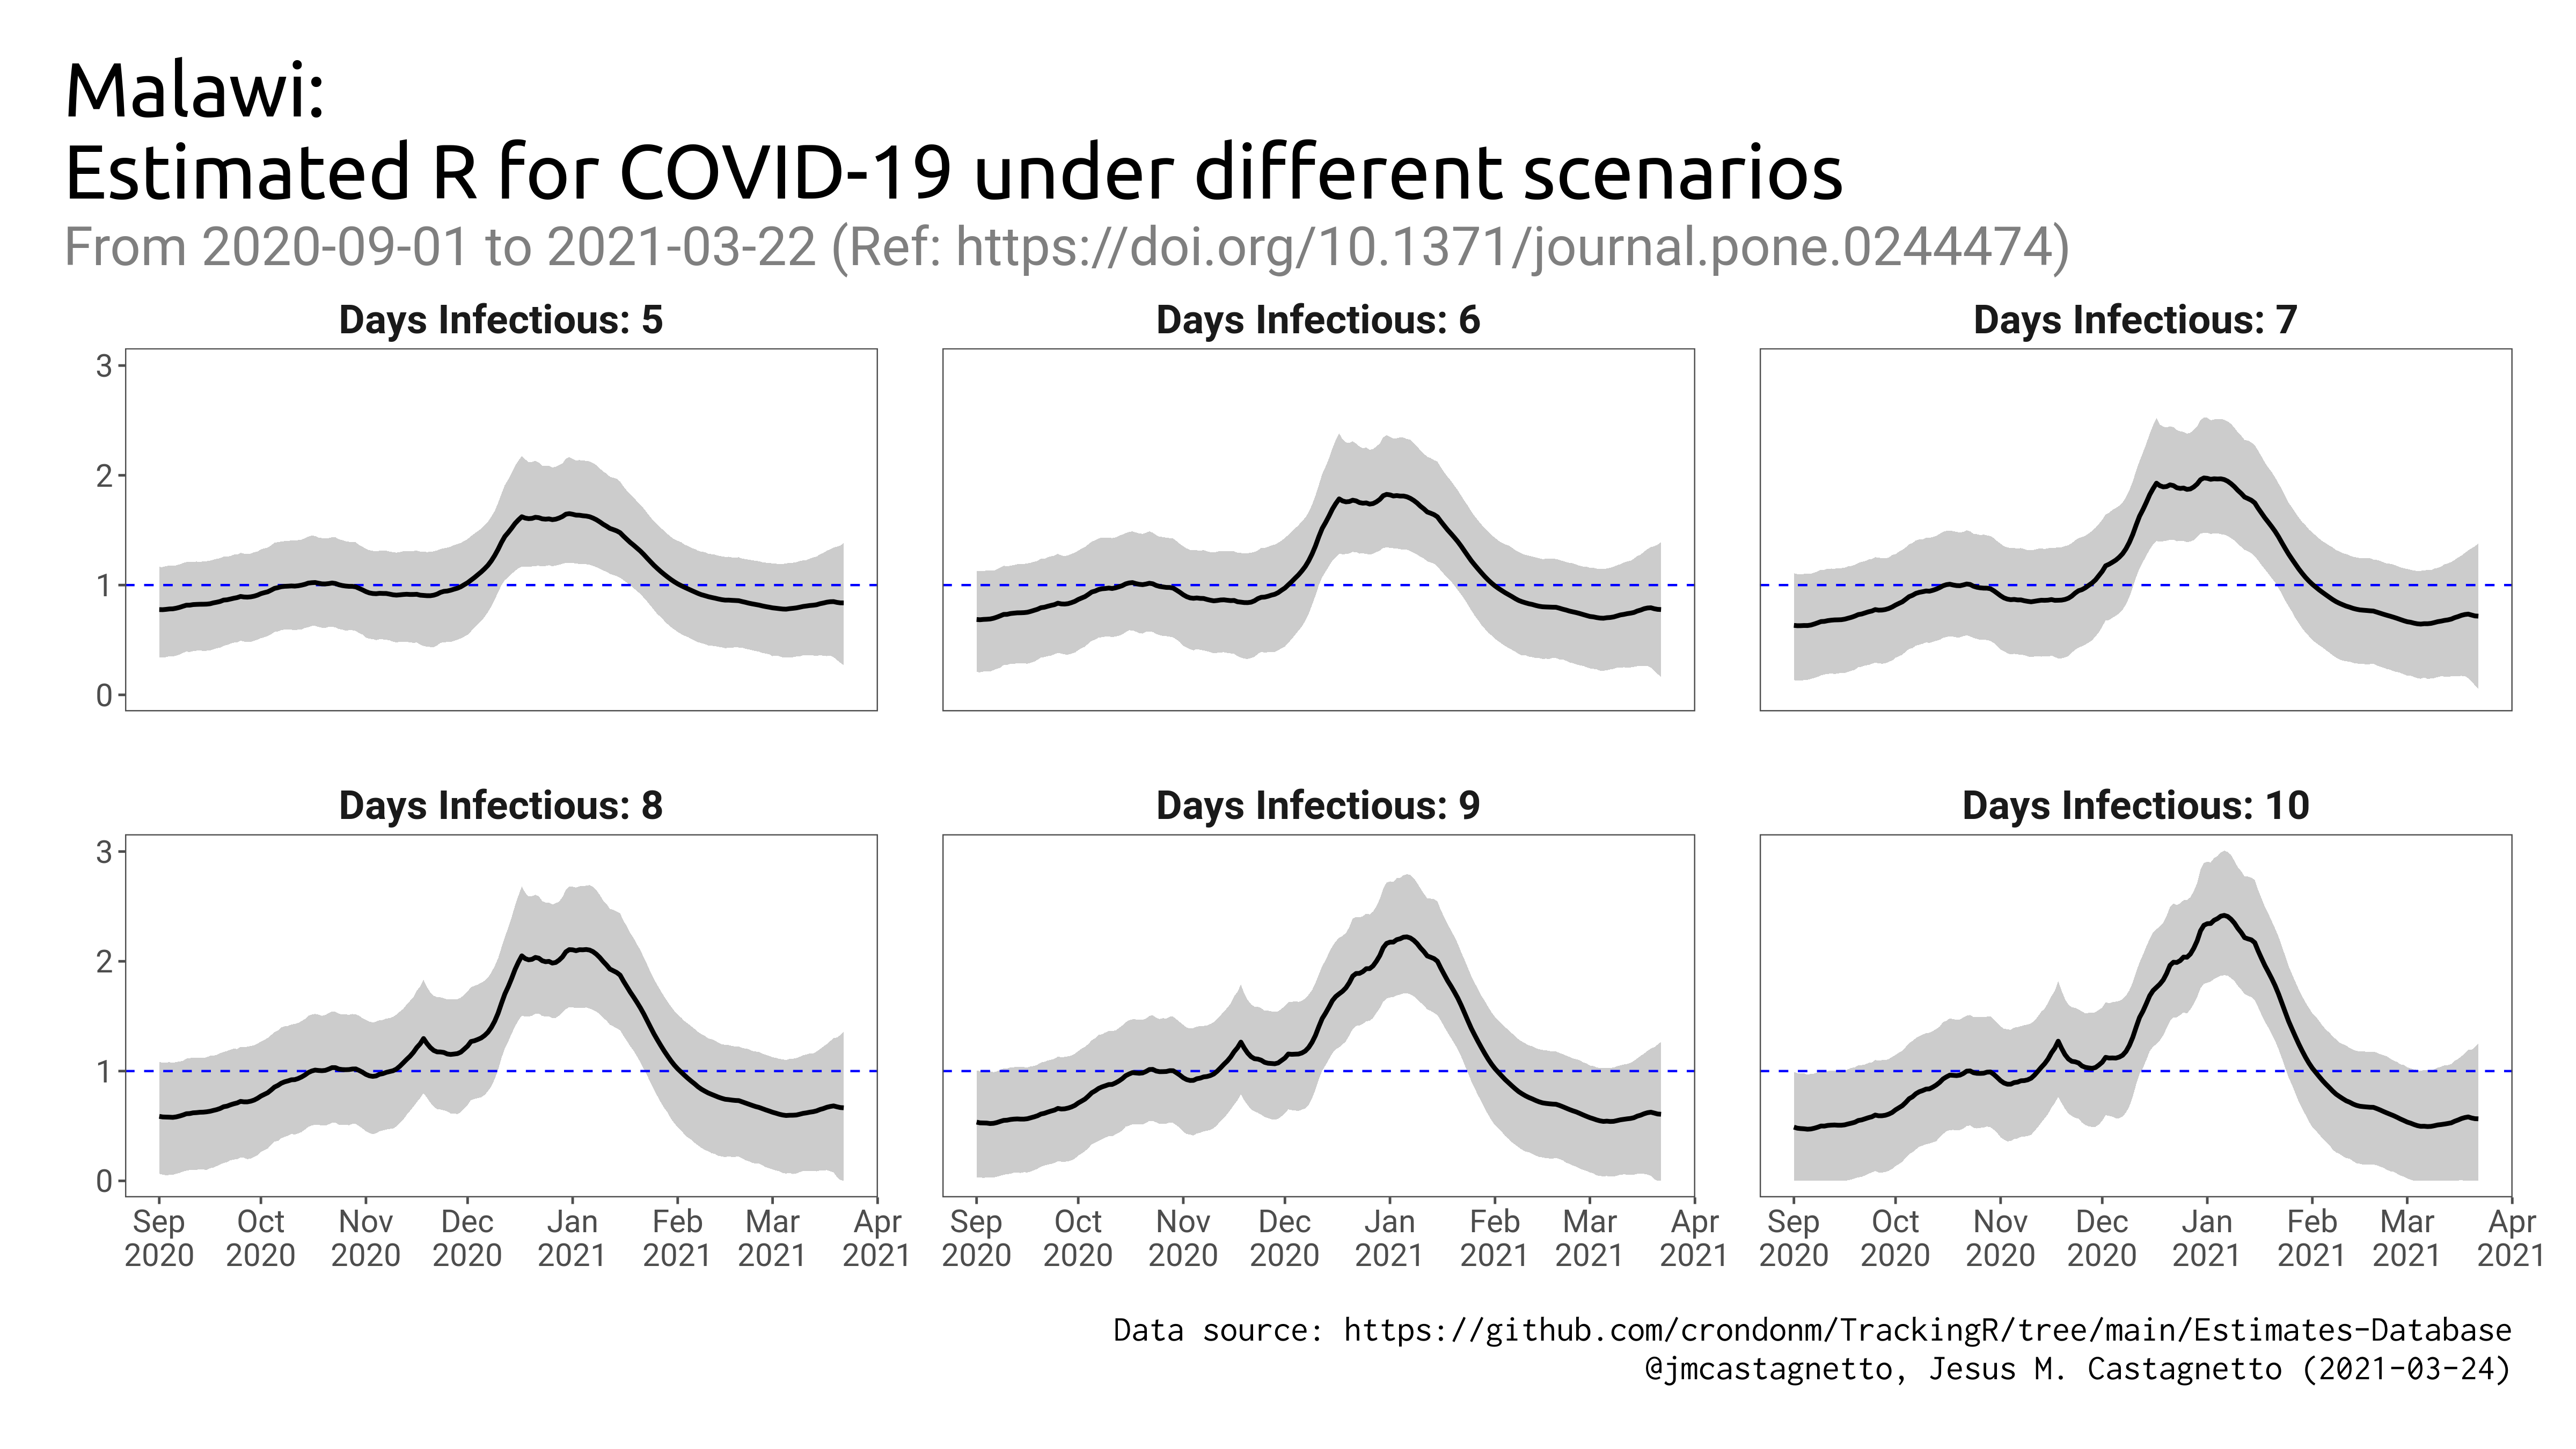 Malawi:
Estimated R for COVID-19 under different scenarios
From 2020-09-01 to 2021-03-22 (Ref: https://doi.org/10.1371/journal.pone.0244474)
Days Infectious: 5
Days Infectious: 6
Days Infectious: 7
3
2
1
0
Days Infectious: 8
Days Infectious: 9
Days Infectious: 10
3
2
1
0
Sep Oct Nov Dec Jan Feb Mar Apr
2020 2020 2020 2020 2021 2021 2021 2021
Sep Oct Nov Dec Jan Feb Mar Apr
2020 2020 2020 2020 2021 2021 2021 2021
Sep Oct Nov Dec Jan Feb Mar Apr
2020 2020 2020 2020 2021 2021 2021 2021
Data source: https://github.com/crondonm/TrackingR/tree/main/Estimates-Database
@jmcastagnetto, Jesus M. Castagnetto (2021-03-24)